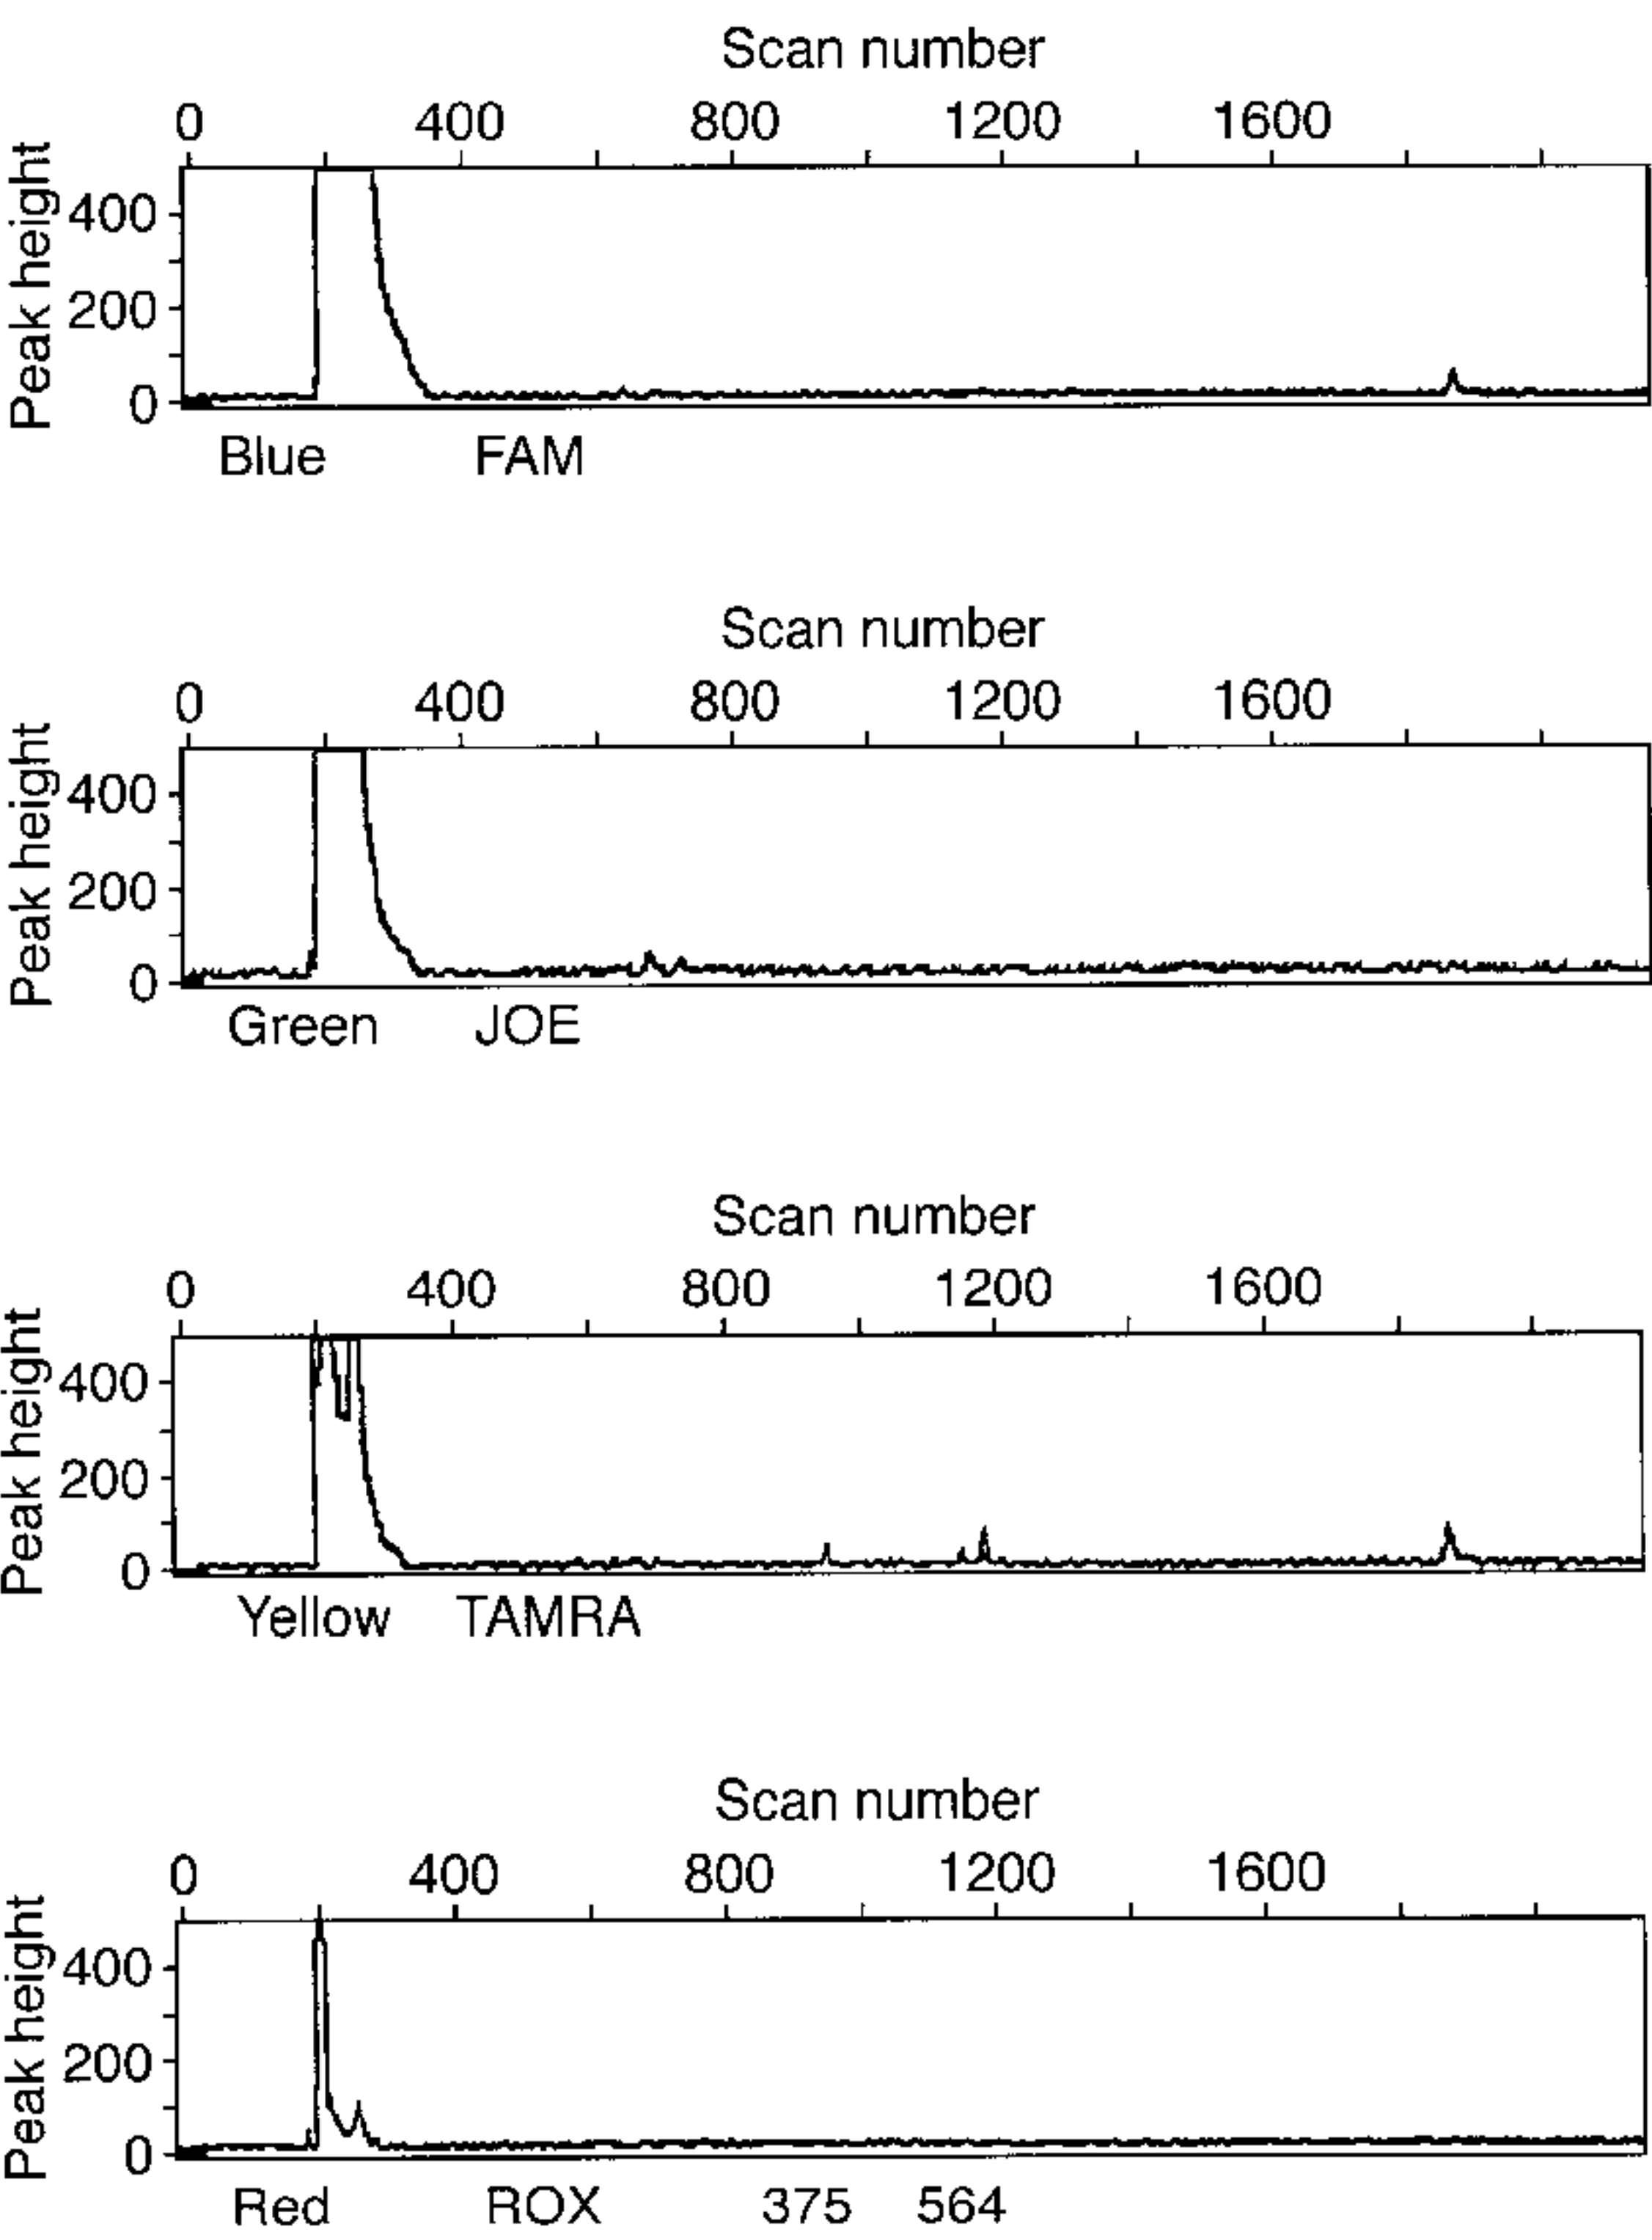 Scan number
0 400 800 1200 1600
Peak height
400
200
0
Blue FAM
Scan number
0 400 800 1200 1600
Peak height
400
200
0
Green JOE
Scan number
0 400 800 1200 1600
Peak height
400
200
0
Yellow TAMRA
Scan number
0 400 800 1200 1600
Peak height
400
200
0
Red ROX 375 564